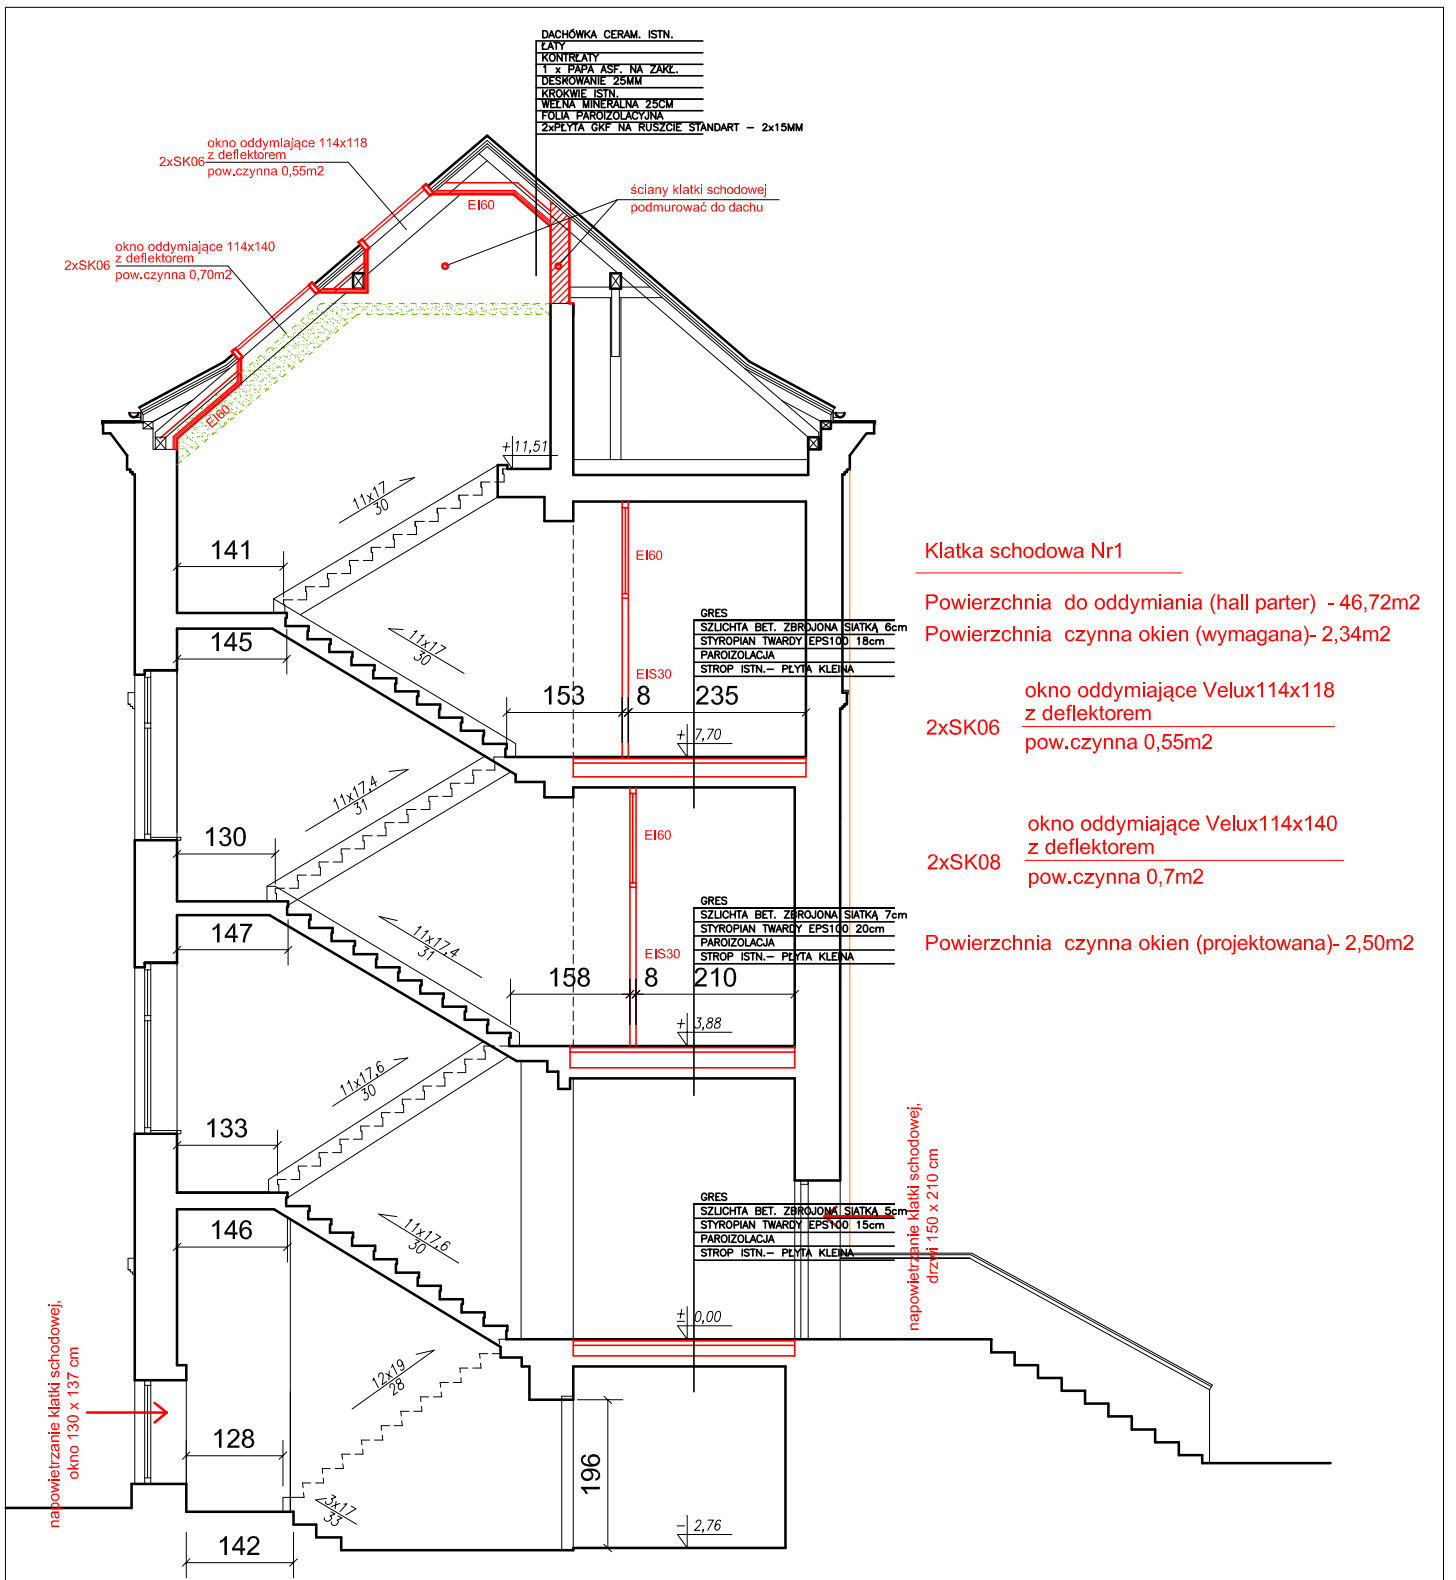 DACHÓWKA CERAM. ISTN.
ŁATY
KONTRŁATY
1 x PAPA ASF. NA ZAKŁ.
DESKOWANIE 25MM
KROKWIE ISTN.
WEŁNA MINERALNA 25CM
FOLIA PAROIZOLACYJNA
2xPŁYTA GKF NA RUSZCIE STANDART – 2x15MM
okno oddymiające 114x118
z deflektorem
2xSK06
pow.czynna 0,55m2
ściany klatki schodowej
podmurować do dachu
EI60
okno oddymiające 114x140
z deflektorem
2xSK06
pow.czynna 0,70m2
EI60
+11,51
11x17
30
141
EI60
Klatka schodowa Nr1
Powierzchnia do oddymiania (hall parter) - 46,72m2
Powierzchnia czynna okien (wymagana)- 2,34m2
GRES
SZLICHTA BET. ZBROJONA SIATKĄ 6cm
STYROPIAN TWARDY EPS100 18cm
PAROIZOLACJA
STROP ISTN.– PŁYTA KLEINA
145
11x17
30
EIS30
153
8
235
+ 7,70
okno oddymiające Velux114x118
z deflektorem
2xSK06
pow.czynna 0,55m2
11x17,4
31
130
EI60
okno oddymiające Velux114x140
z deflektorem
2xSK08
pow.czynna 0,7m2
GRES
SZLICHTA BET. ZBROJONA SIATKĄ 7cm
STYROPIAN TWARDY EPS100 20cm
PAROIZOLACJA
STROP ISTN.– PŁYTA KLEINA
147
11x17,4
31
EIS30
Powierzchnia czynna okien (projektowana)- 2,50m2
158
8
210
+ 3,88
11x17,6
30
133
napowietrzanie klatki schodowej,
drzwi 150 x 210 cm
GRES
SZLICHTA BET. ZBROJONA SIATKĄ 5cm
STYROPIAN TWARDY EPS100 15cm
PAROIZOLACJA
STROP ISTN.– PŁYTA KLEINA
146
11x17,6
30
± 0,00
napowietrzanie klatki schodowej,
okno 130 x 137 cm
12x19
28
128
196
3x17
33
– 2,76
142